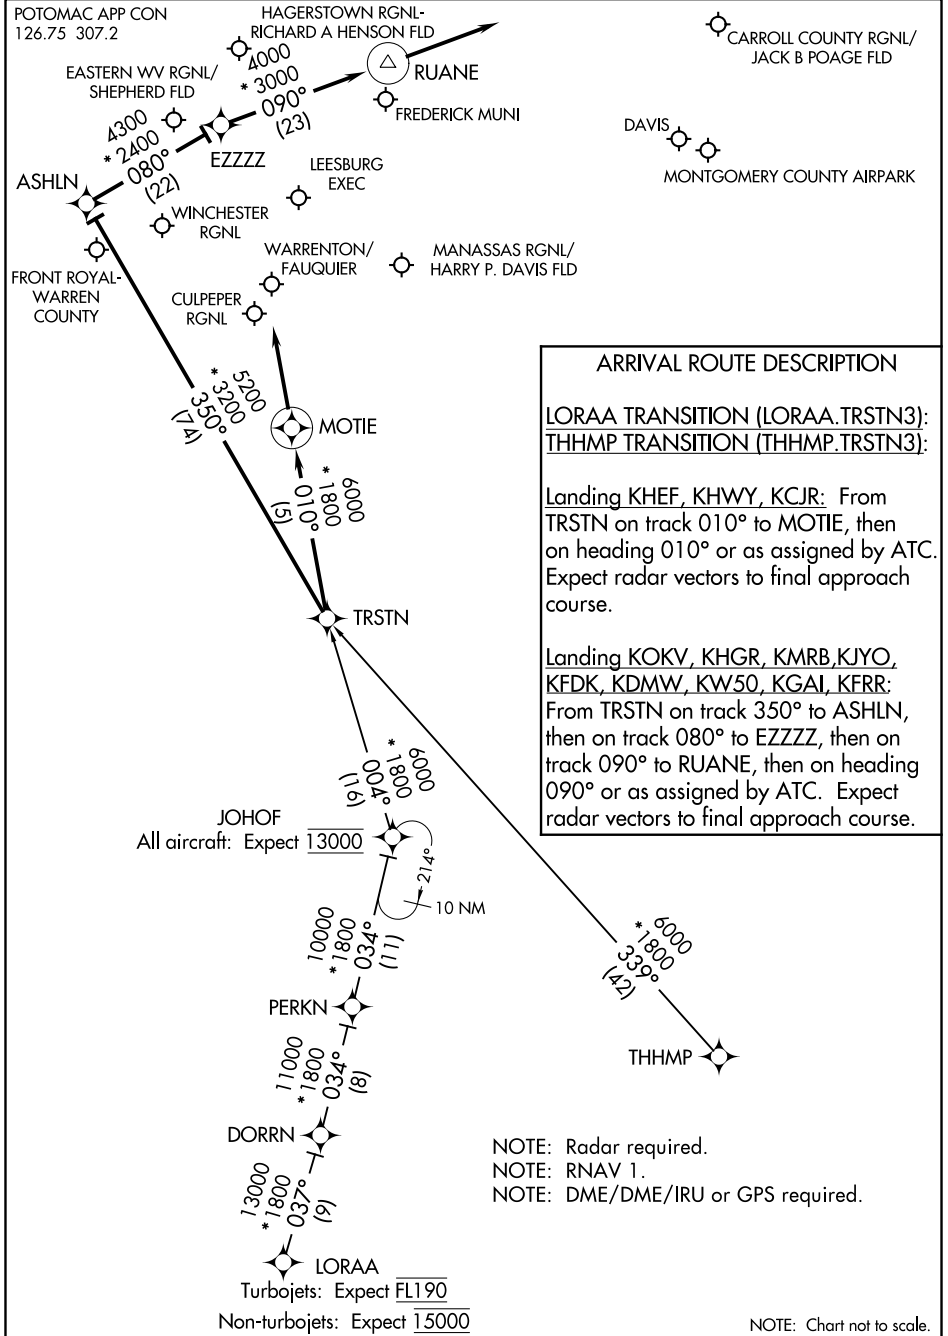 POTOMAC APP CON
126.75 307.2
HAGERSTOWN RGNL-
RICHARD A HENSON FLD
CARROLL COUNTY RGNL/
JACK B POAGE FLD
EASTERN WV RGNL/
SHEPHERD FLD
4000
* 3000
090°
(23)
RUANE
FREDERICK MUNI
4300
* 2400
080°
(22)
EZZZZ
DAVIS
MONTGOMERY COUNTY AIRPARK
ASHLN
LEESBURG
EXEC
WINCHESTER
RGNL
WARRENTON/
FAUQUIER
MANASSAS RGNL/
HARRY P. DAVIS FLD
FRONT ROYAL-
WARREN
COUNTY
CULPEPER
RGNL
5200
* 3200
350°
(74)
MOTIE
6000
* 1800
010°
(5)
TRSTN
ARRIVAL ROUTE DESCRIPTION
LORAA TRANSITION (LORAA.TRSTN3):
THHMP TRANSITION (THHMP.TRSTN3):
Landing KHEF, KHWY, KCJR: From
TRSTN on track 010° to MOTIE, then
on heading 010° or as assigned by ATC.
Expect radar vectors to final approach
course.
Landing KOKV, KHGR, KMRB,KJYO,
KFDK, KDMW, KW50, KGAI, KFRR:
From TRSTN on track 350° to ASHLN,
then on track 080° to EZZZZ, then on
track 090° to RUANE, then on heading
090° or as assigned by ATC. Expect
radar vectors to final approach course.
6000
* 1800
004°
(16)
JOHOF
All aircraft: Expect 13000
214°
10 NM
10000
* 1800
034°
(11)
6000
*1800
339°
(42)
PERKN
THHMP
11000
*1800
034°
(8)
DORRN
13000
*1800
037°
(9)
LORAA
Turbojets: Expect FL190
Non-turbojets: Expect 15000
NOTE: Radar required.
NOTE: RNAV 1.
NOTE: DME/DME/IRU or GPS required.
NOTE: Chart not to scale.